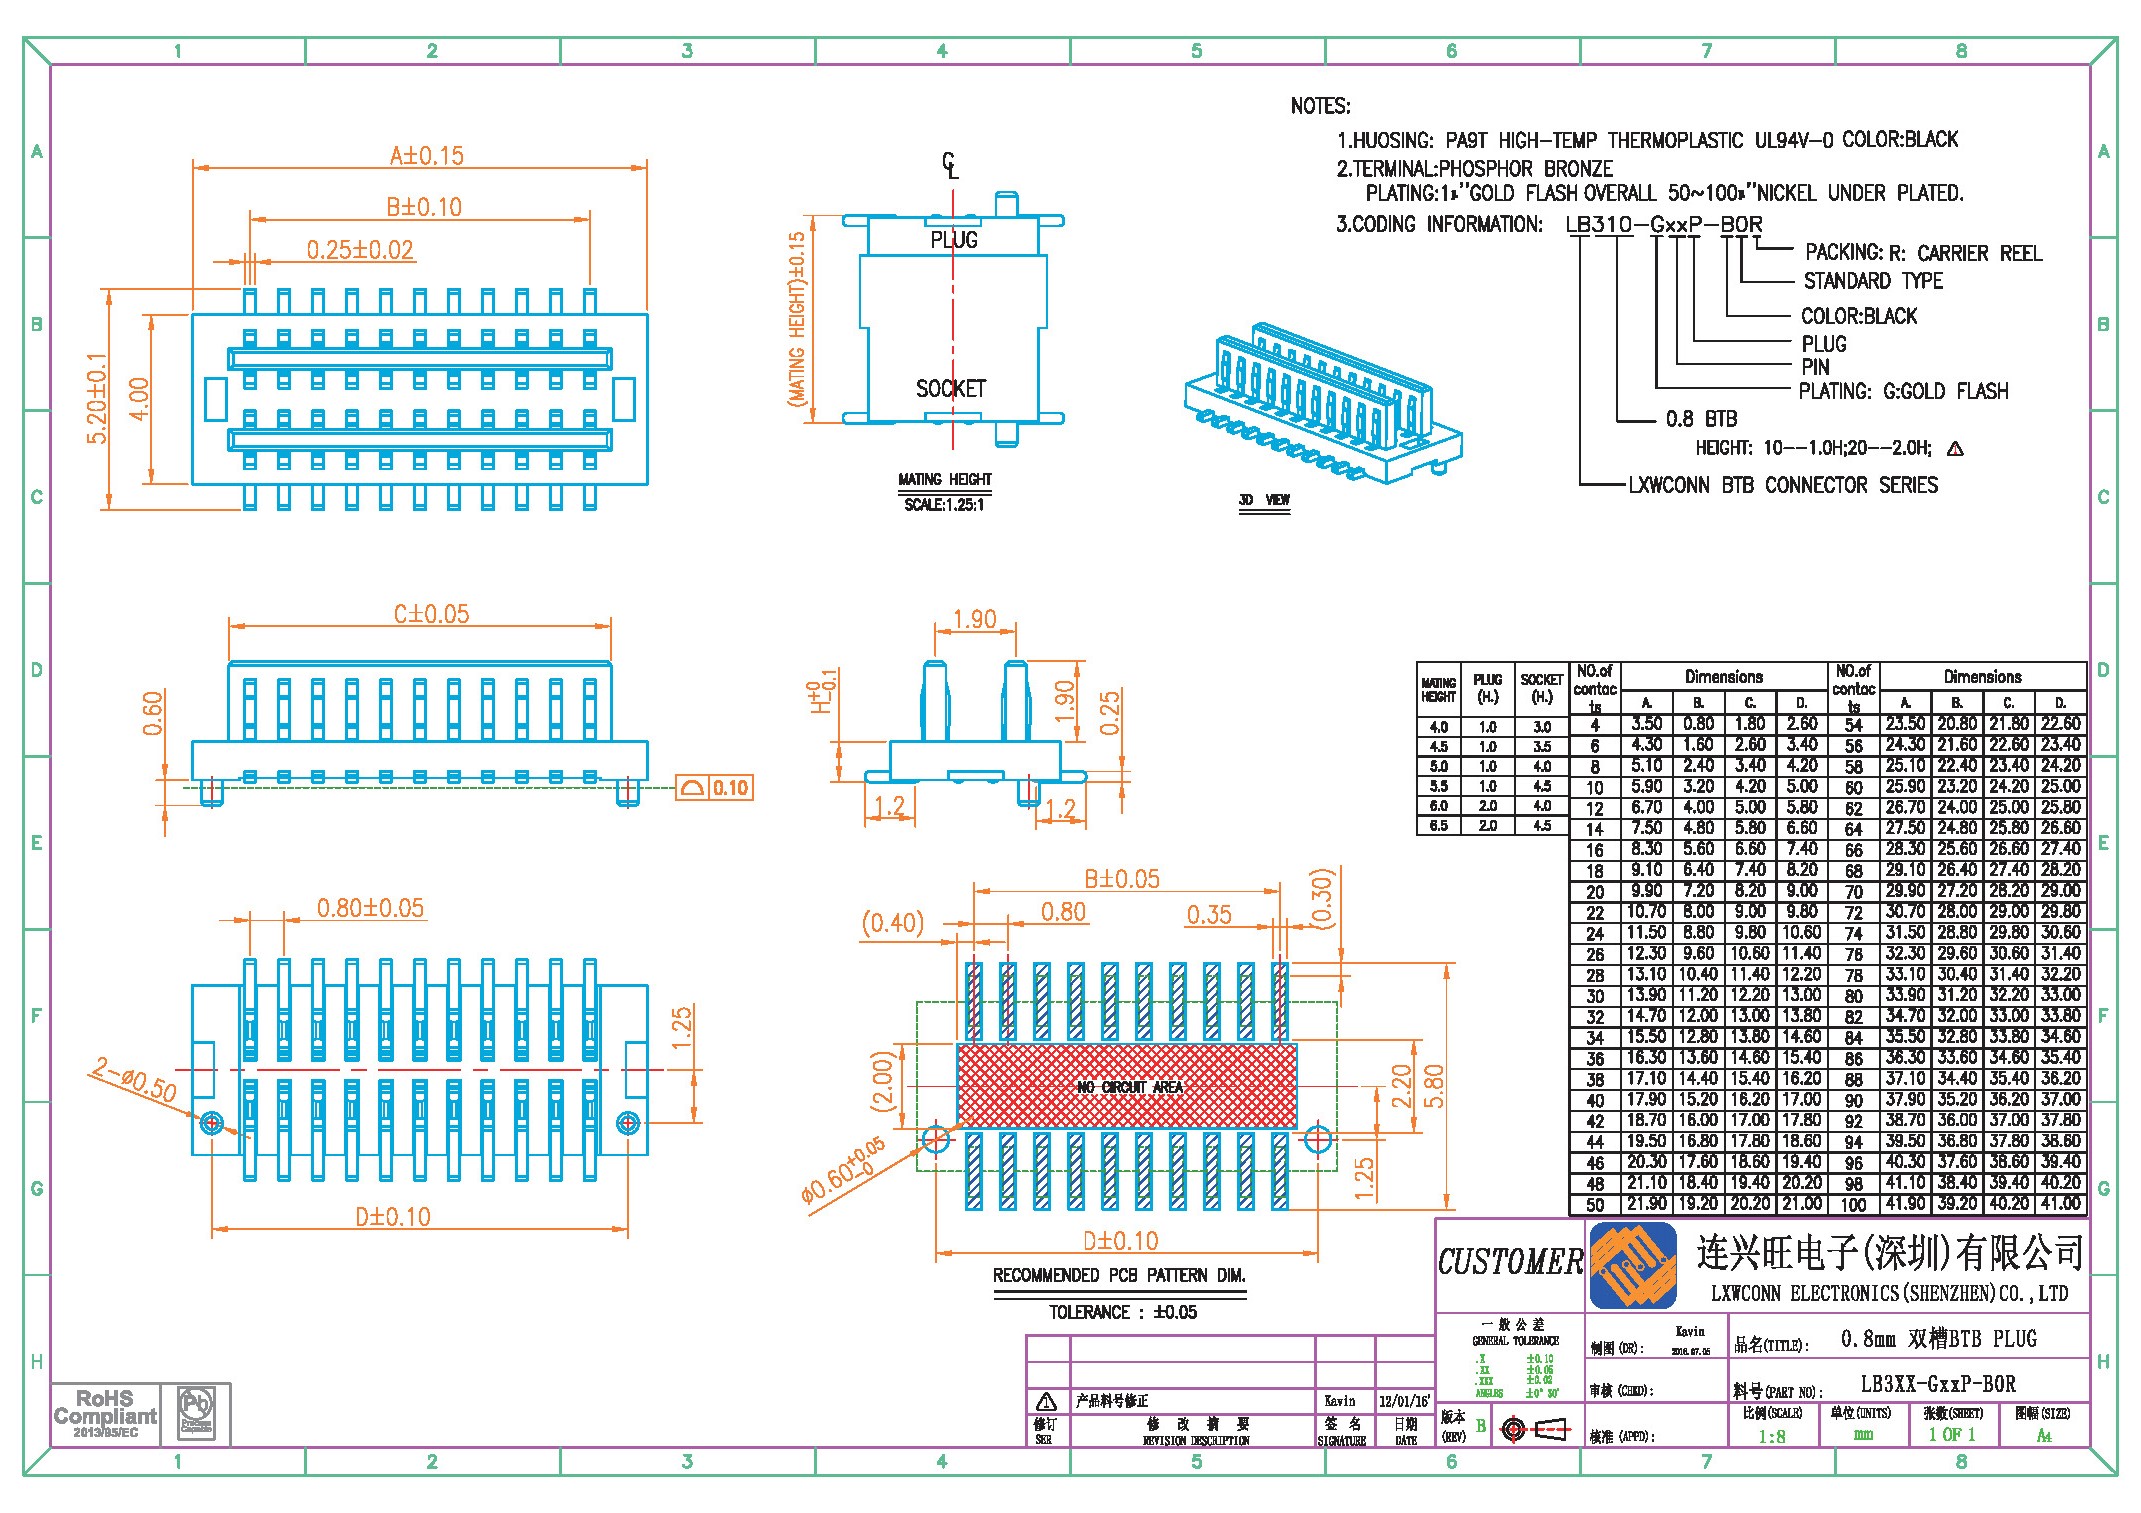 1 2 3 4 5 6 7 8
A
B
C
D
E
F
G
H
A±0.15
B±0.10
0.25±0.02
5.20±0.1
4.00
C±0.05
0.60
0.10
0.80±0.05
1.25
2-ø0.50
D±0.10
℄
PLUG
SOCKET
(MATING HEIGHT)±0.15
MATING HEIGHT
SCALE:1.25:1
3D VIEW
1.90
H+0 -0.1
1.90
0.25
1.2
1.2
B±0.05
(0.40)
0.80
0.35
(0.30)
(2.00)
NO CIRCUIT AREA
2.20
5.80
1.25
ø0.60+0.05 -0
D±0.10
RECOMMENDED PCB PATTERN DIM.
TOLERANCE : ±0.05
NOTES:
1.HUOSING: PA9T HIGH-TEMP THERMOPLASTIC UL94V-0 COLOR:BLACK
2.TERMINAL:PHOSPHOR BRONZE
PLATING:1u"GOLD FLASH OVERALL 50~100u"NICKEL UNDER PLATED.
3.CODING INFORMATION: LB310-GxxP-B0R
PACKING: R: CARRIER REEL
STANDARD TYPE
COLOR:BLACK
PLUG
PIN
PLATING: G:GOLD FLASH
0.8 BTB
HEIGHT: 10--1.0H;20--2.0H; 1
LXWCONN BTB CONNECTOR SERIES
MATING HEIGHT PLUG (H.) SOCKET (H.)
4.0 1.0 3.0
4.5 1.0 3.5
5.0 1.0 4.0
5.5 1.0 4.5
6.0 2.0 4.0
6.5 2.0 4.5
NO.of contacts Dimensions NO.of contacts Dimensions
A. B. C. D. A. B. C. D.
4 3.50 0.80 1.80 2.60 54 23.50 20.80 21.80 22.60
6 4.30 1.60 2.60 3.40 56 24.30 21.60 22.60 23.40
8 5.10 2.40 3.40 4.20 58 25.10 22.40 23.40 24.20
10 5.90 3.20 4.20 5.00 60 25.90 23.20 24.20 25.00
12 6.70 4.00 5.00 5.80 62 26.70 24.00 25.00 25.80
14 7.50 4.80 5.80 6.60 64 27.50 24.80 25.80 26.60
16 8.30 5.60 6.60 7.40 66 28.30 25.60 26.60 27.40
18 9.10 6.40 7.40 8.20 68 29.10 26.40 27.40 28.20
20 9.90 7.20 8.20 9.00 70 29.90 27.20 28.20 29.00
22 10.70 8.00 9.00 9.80 72 30.70 28.00 29.00 29.80
24 11.50 8.80 9.80 10.60 74 31.50 28.80 29.80 30.60
26 12.30 9.60 10.60 11.40 76 32.30 29.60 30.60 31.40
28 13.10 10.40 11.40 12.20 78 33.10 30.40 31.40 32.20
30 13.90 11.20 12.20 13.00 80 33.90 31.20 32.20 33.00
32 14.70 12.00 13.00 13.80 82 34.70 32.00 33.00 33.80
34 15.50 12.80 13.80 14.60 84 35.50 32.80 33.80 34.60
36 16.30 13.60 14.60 15.40 86 36.30 33.60 34.60 35.40
38 17.10 14.40 15.40 16.20 88 37.10 34.40 35.40 36.20
40 17.90 15.20 16.20 17.00 90 37.90 35.20 36.20 37.00
42 18.70 16.00 17.00 17.80 92 38.70 36.00 37.00 37.80
44 19.50 16.80 17.80 18.60 94 39.50 36.80 37.80 38.60
46 20.30 17.60 18.60 19.40 96 40.30 37.60 38.60 39.40
48 21.10 18.40 19.40 20.20 98 41.10 38.40 39.40 40.20
50 21.90 19.20 20.20 21.00 100 41.90 39.20 40.20 41.00
CUSTOMER
连兴旺电子(深圳)有限公司
LXWCONN ELECTRONICS(SHENZHEN)CO.,LTD
一般公差
GENERAL TOLERANCE
.X ±0.10
.XX ±0.05
.XXX ±0.02
ANGLES ±0° 30'
制图(DR): Kavin
2016.07.05
品名(TITLE): 0.8mm 双槽BTB PLUG
审核(CHKD):
料号(PART NO): LB3XX-GxxP-B0R
版本(REV) B
核准(APPD):
比例(SCALE) 单位(UNITS) 张数(SHEET) 图幅(SIZE)
1:8 mm 1 OF 1 A4
1 产品料号修正 Kavin 12/01/16'
修订 修改摘要 签名 日期
SER REVISION DESCRIPTION SIGNATURE DATE
RoHS
Compliant
2013/95/EC
Pb
Process
Capable
A
B
C
D
E
F
G
H
1 2 3 4 5 6 7 8